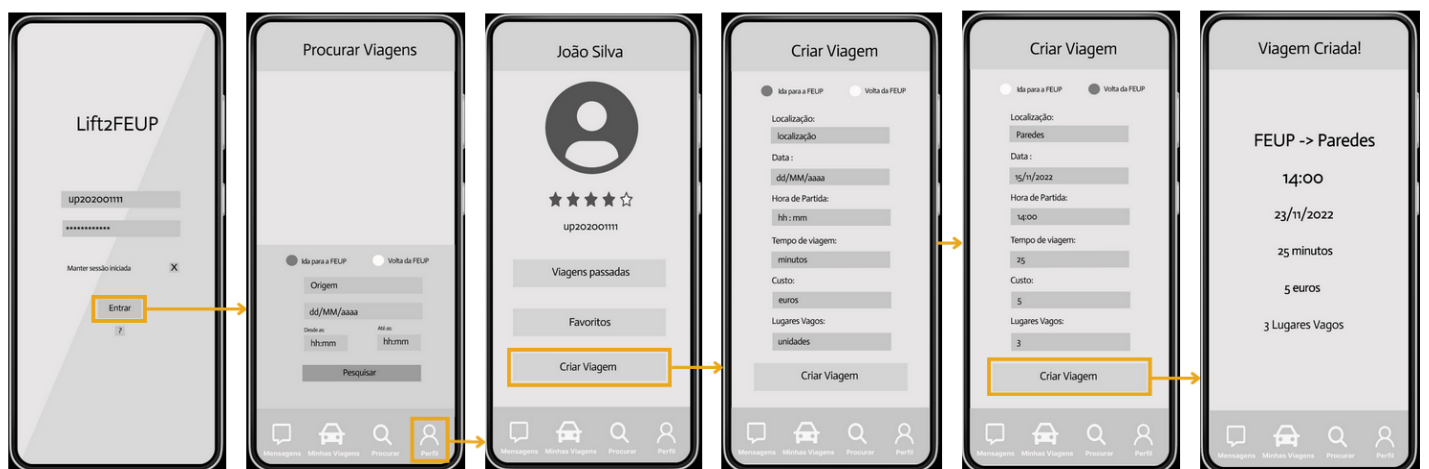 Lift2FEUP
up202001111
************
Manter sessão iniciada X
Entrar
?
Procurar Viagens
Ida para a FEUP Volta da FEUP
Origem
dd/MM/aaaa
Desde as: Até as:
hh:mm hh:mm
Pesquisar
Mensagens Minhas Viagens Procurar Perfil
João Silva
up202001111
Viagens passadas
Favoritos
Criar Viagem
Mensagens Minhas Viagens Procurar Perfil
Criar Viagem
Ida para a FEUP Volta da FEUP
Localização:
localização
Data :
dd/MM/aaaa
Hora de Partida:
hh : mm
Tempo de viagem:
minutos
Custo:
euros
Lugares Vagos:
unidades
Criar Viagem
Mensagens Minhas Viagens Procurar Perfil
Criar Viagem
Ida para a FEUP Volta da FEUP
Localização:
Paredes
Data :
15/11/2022
Hora de Partida:
14:00
Tempo de viagem:
25
Custo:
5
Lugares Vagos:
3
Criar Viagem
Mensagens Minhas Viagens Procurar Perfil
Viagem Criada!
FEUP -> Paredes
14:00
23/11/2022
25 minutos
5 euros
3 Lugares Vagos
Mensagens Minhas Viagens Procurar Perfil